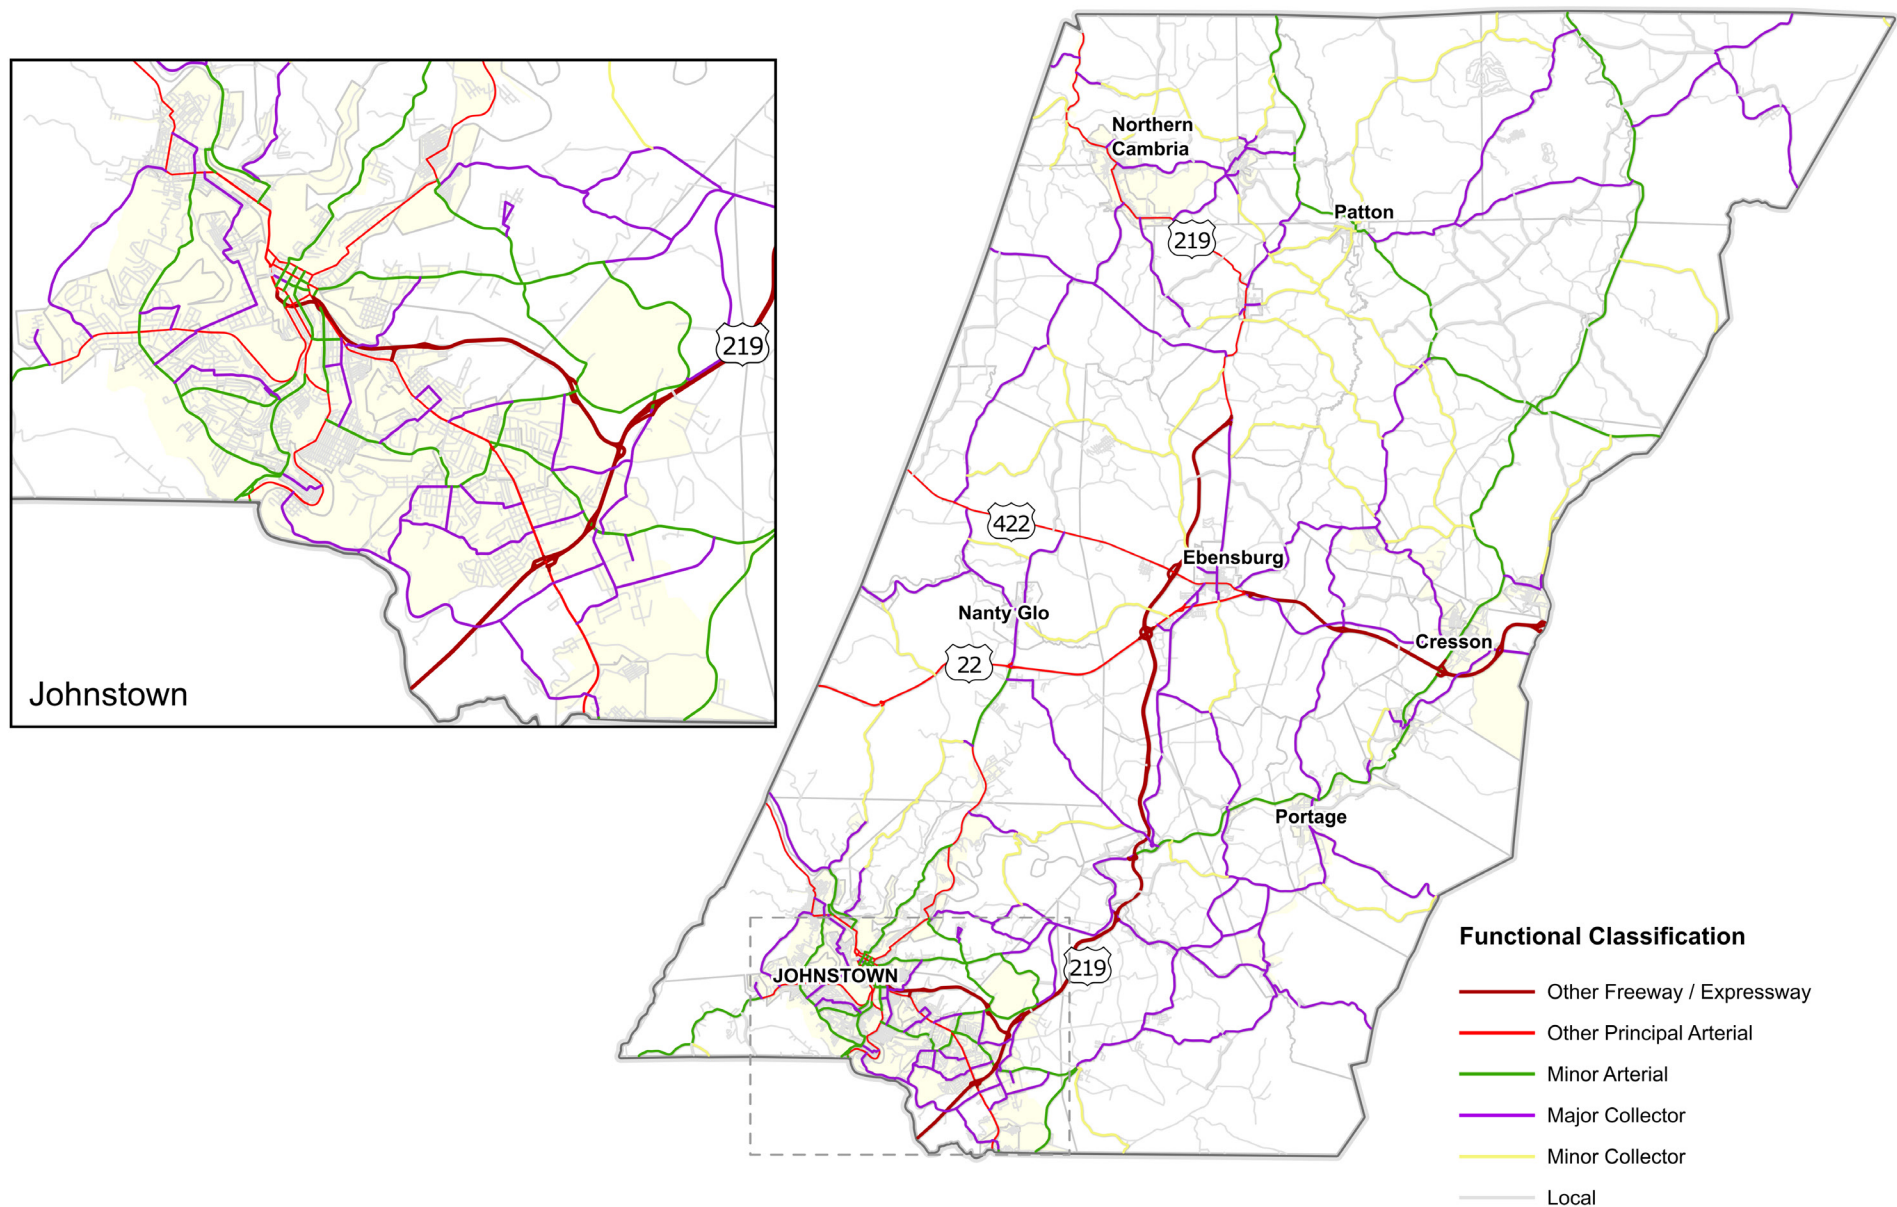 Northern
Cambria
Patton
219
219
422
Ebensburg
Nanty Glo
22
Cresson
Johnstown
Portage
JOHNSTOWN
219
Functional Classification
Other Freeway / Expressway
Other Principal Arterial
Minor Arterial
Major Collector
Minor Collector
Local